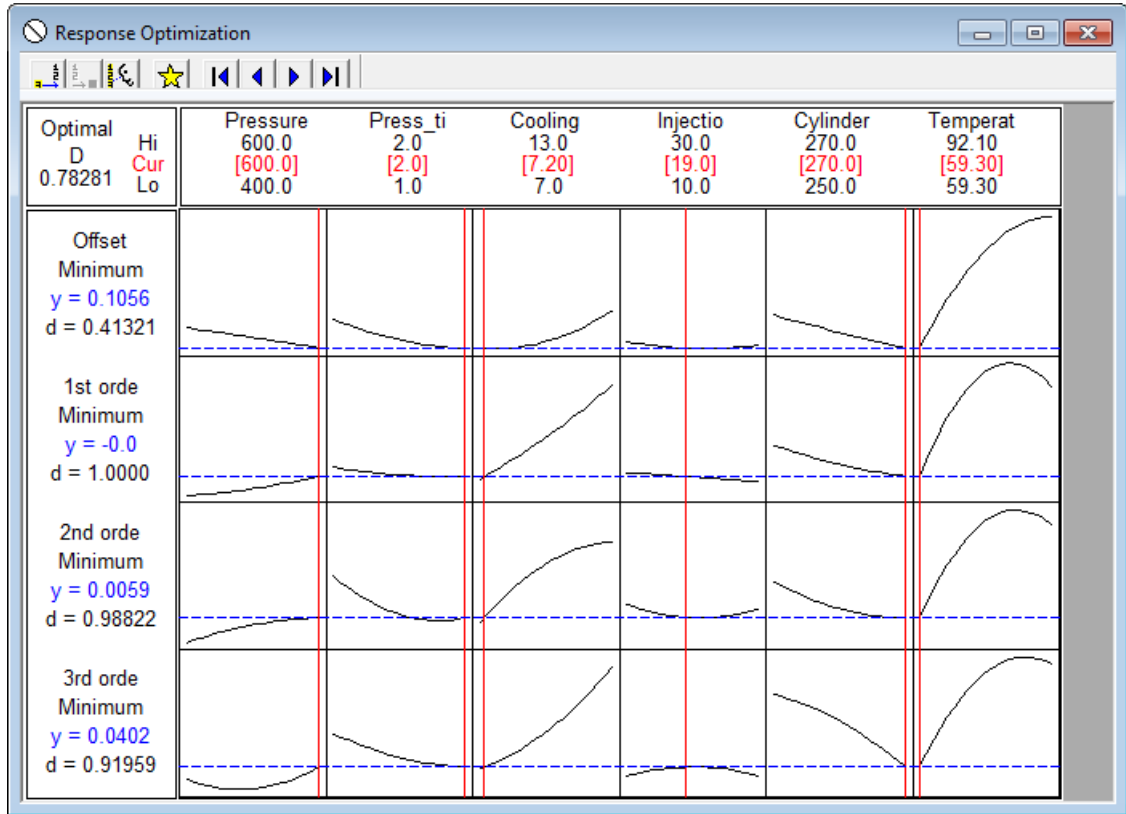 Response Optimization
Optimal
D
0.78281
Hi
Cur
Lo
Pressure
600.0
[600.0]
400.0
Press_ti
2.0
[2.0]
1.0
Cooling
13.0
[7.20]
7.0
Injectio
30.0
[19.0]
10.0
Cylinder
270.0
[270.0]
250.0
Temperat
92.10
[59.30]
59.30
Offset
Minimum
y = 0.1056
d = 0.41321
1st orde
Minimum
y = -0.0
d = 1.0000
2nd orde
Minimum
y = 0.0059
d = 0.98822
3rd orde
Minimum
y = 0.0402
d = 0.91959